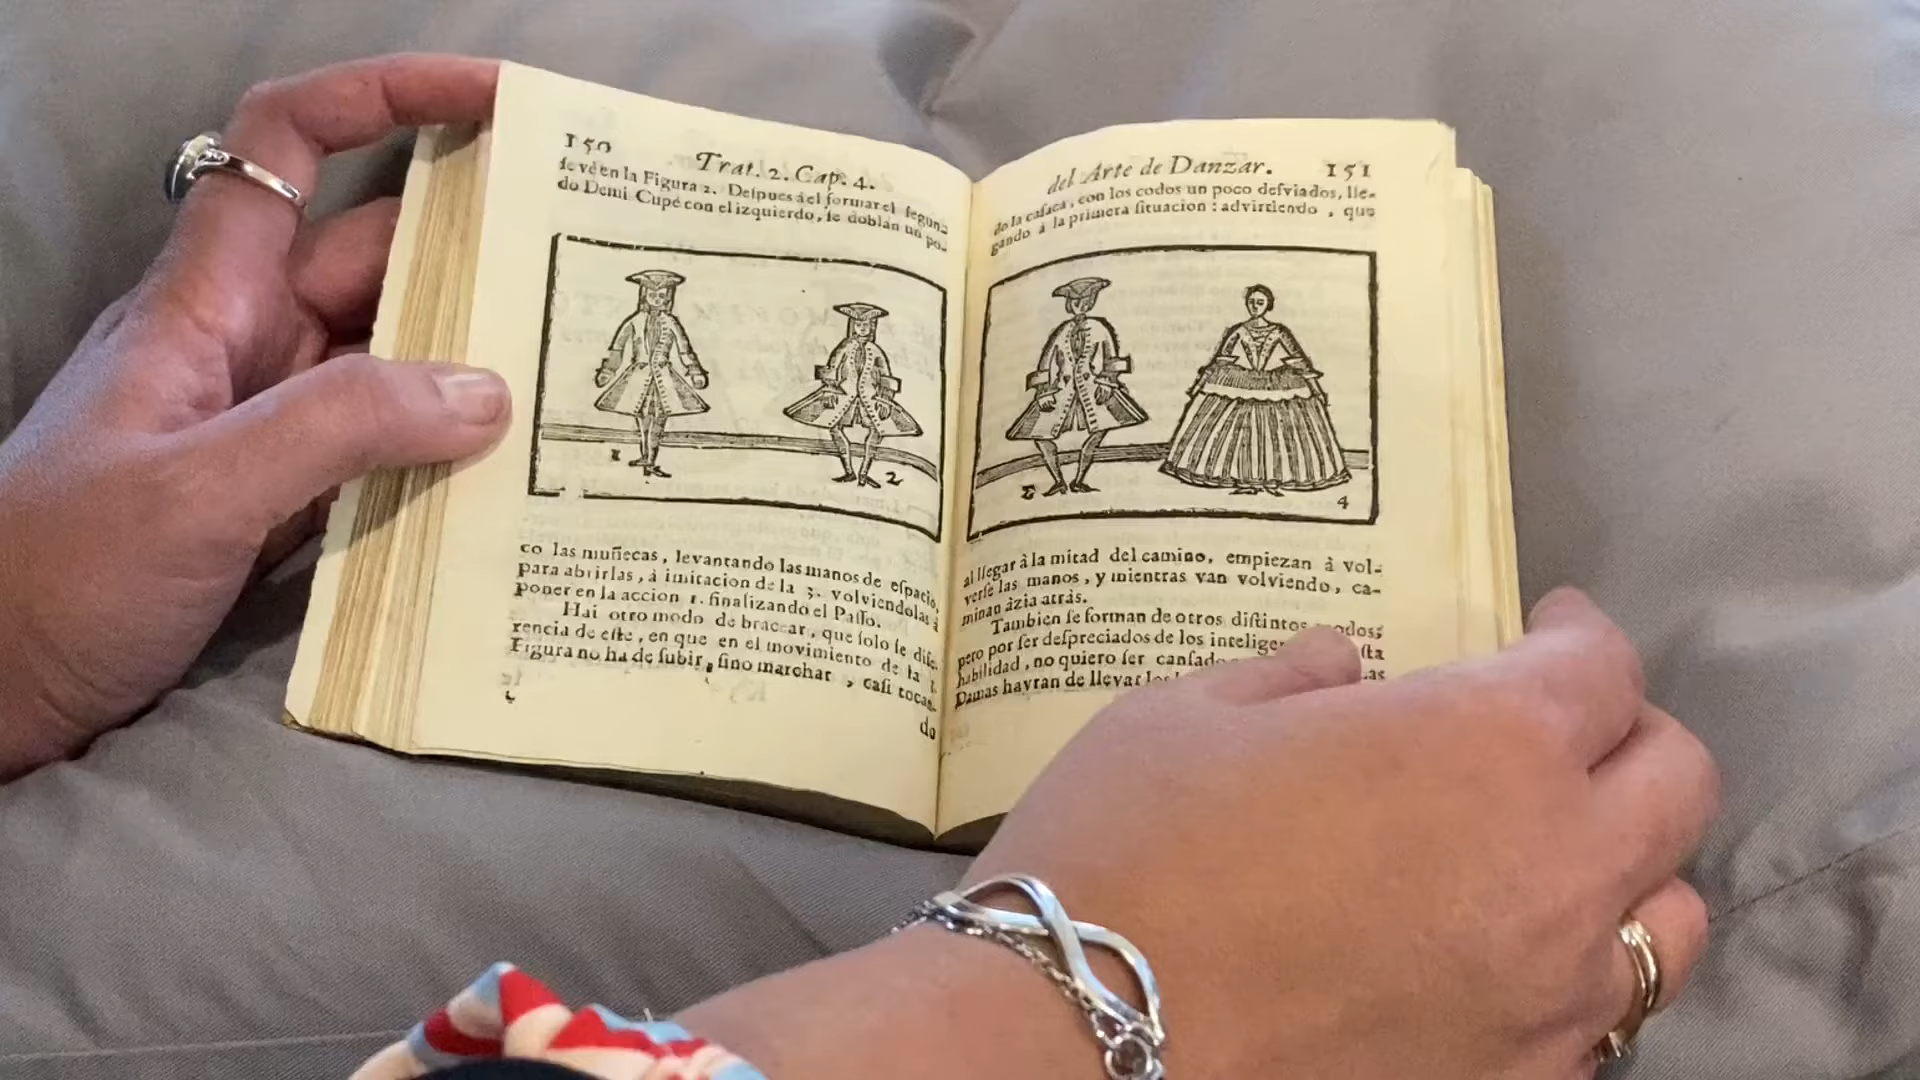 150
Trat. 2. Cap. 4.
ſe vé en la Figura 2. Deſpues à el formar el ſegun-
do Demi Cupé con el izquierdo, ſe doblan un po-
1
2
co las muñecas, levantando las manos de eſpacio,
para abrirlas, à imitacion de la 3. volviendolas à
poner en la accion 1. finalizando el Paſſo.
Hai otro modo de bracear, que ſolo ſe dife-
rencia de eſte, en que en el movimiento de la 1.
Figura no ha de ſubir, ſino marchar, caſi tocan-
do
del Arte de Danzar.
151
do la caſaca, con los codos un poco deſviados, lle-
gando à la primera ſituacion: advirtiendo, que
4
al llegar à la mitad del camino, empiezan à vol-
verſe las manos, y mientras van volviendo, ca-
minan àzia atràs.
Tambien ſe forman de otros diſtintos
pero por ſer deſpreciados de los
habilidad, no quiero ſer
Damas havran de llevar